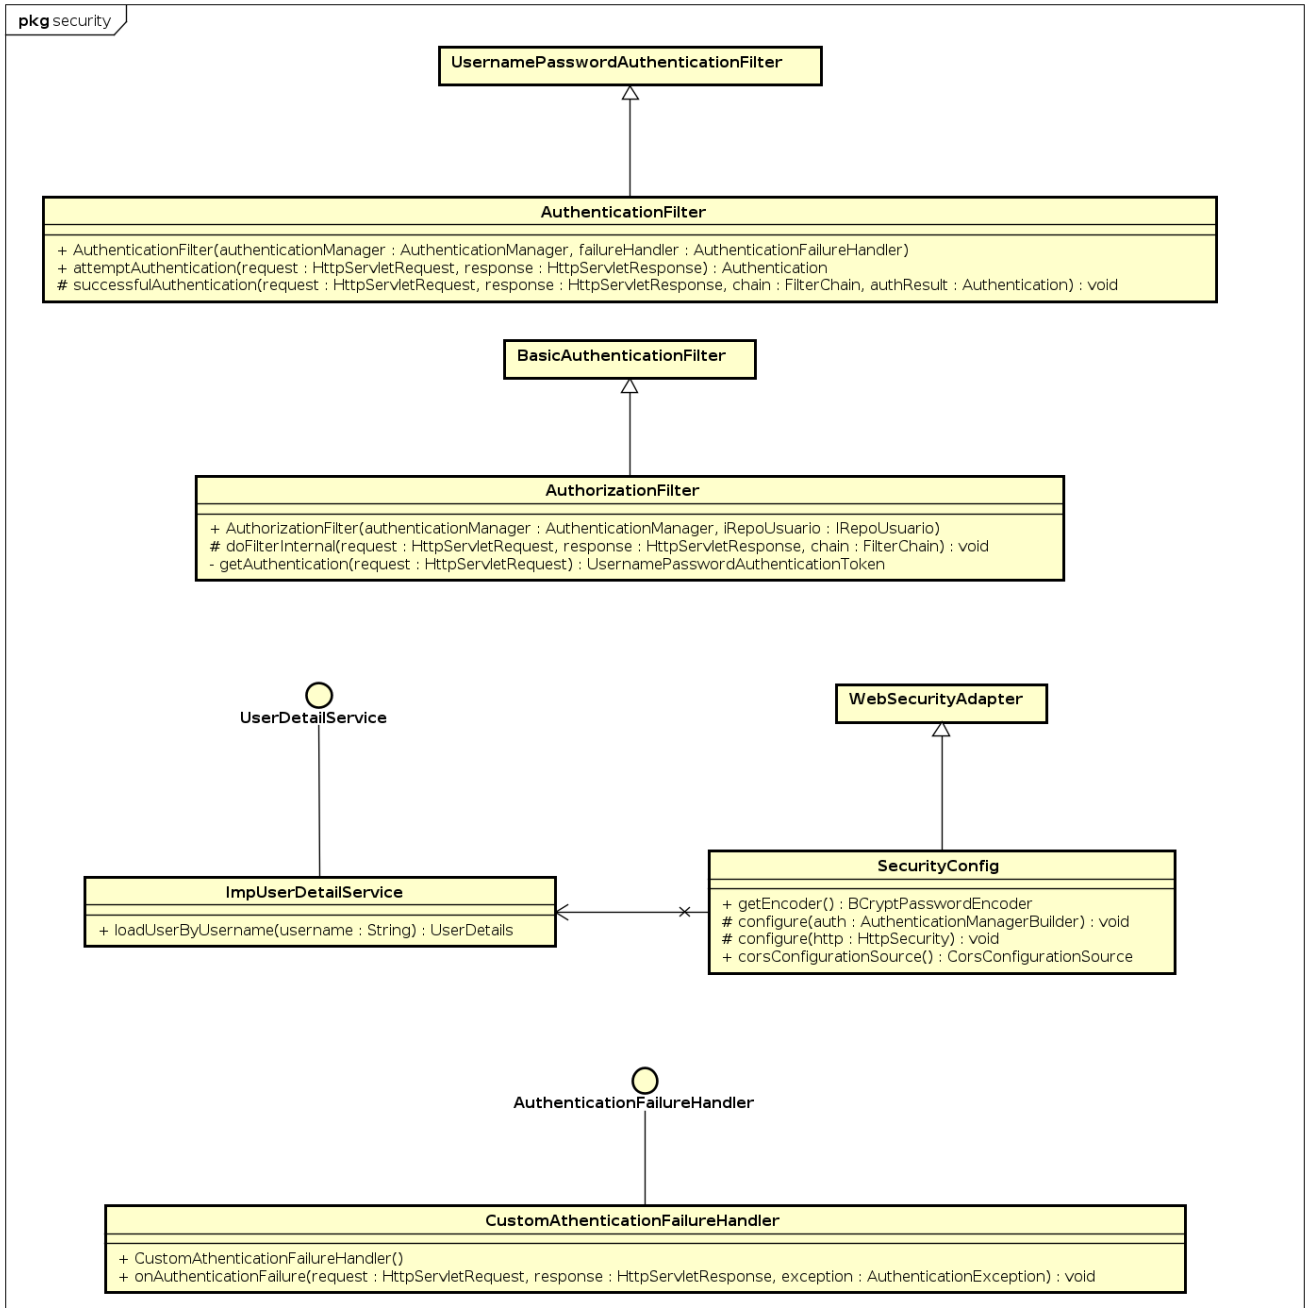 pkg security
UsernamePasswordAuthenticationFilter
AuthenticationFilter
+ AuthenticationFilter(authenticationManager : AuthenticationManager, failureHandler : AuthenticationFailureHandler)
+ attemptAuthentication(request : HttpServletRequest, response : HttpServletResponse) : Authentication
# successfulAuthentication(request : HttpServletRequest, response : HttpServletResponse, chain : FilterChain, authResult : Authentication) : void
BasicAuthenticationFilter
AuthorizationFilter
+ AuthorizationFilter(authenticationManager : AuthenticationManager, iRepoUsuario : IRepoUsuario)
# doFilterInternal(request : HttpServletRequest, response : HttpServletResponse, chain : FilterChain) : void
- getAuthentication(request : HttpServletRequest) : UsernamePasswordAuthenticationToken
UserDetailService
WebSecurityAdapter
ImpUserDetailService
+ loadUserByUsername(username : String) : UserDetails
SecurityConfig
+ getEncoder() : BCryptPasswordEncoder
# configure(auth : AuthenticationManagerBuilder) : void
# configure(http : HttpSecurity) : void
+ corsConfigurationSource() : CorsConfigurationSource
AuthenticationFailureHandler
CustomAthenticationFailureHandler
+ CustomAthenticationFailureHandler()
+ onAuthenticationFailure(request : HttpServletRequest, response : HttpServletResponse, exception : AuthenticationException) : void